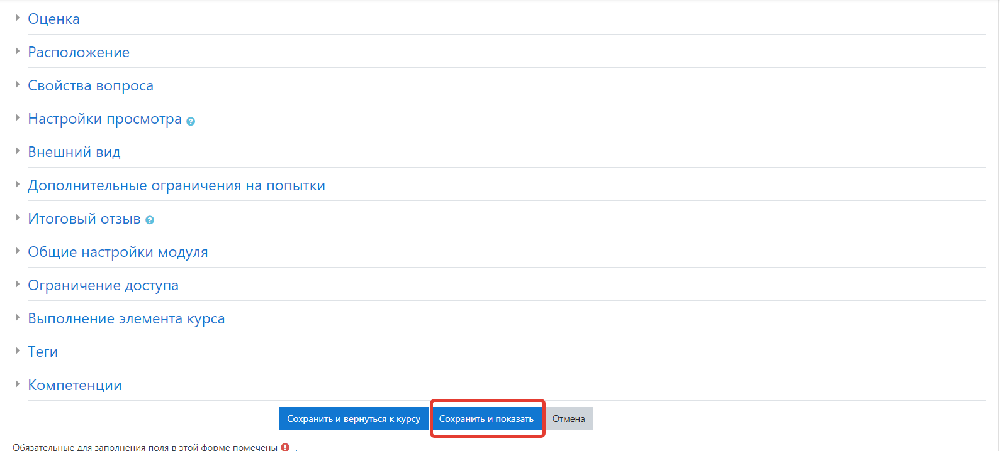 Оценка
Расположение
Свойства вопроса
Настройки просмотра ?
Внешний вид
Дополнительные ограничения на попытки
Итоговый отзыв ?
Общие настройки модуля
Ограничение доступа
Выполнение элемента курса
Теги
Компетенции
Сохранить и вернуться к курсу Сохранить и показать Отмена
Обязательные для заполнения поля в этой форме помечены ! .